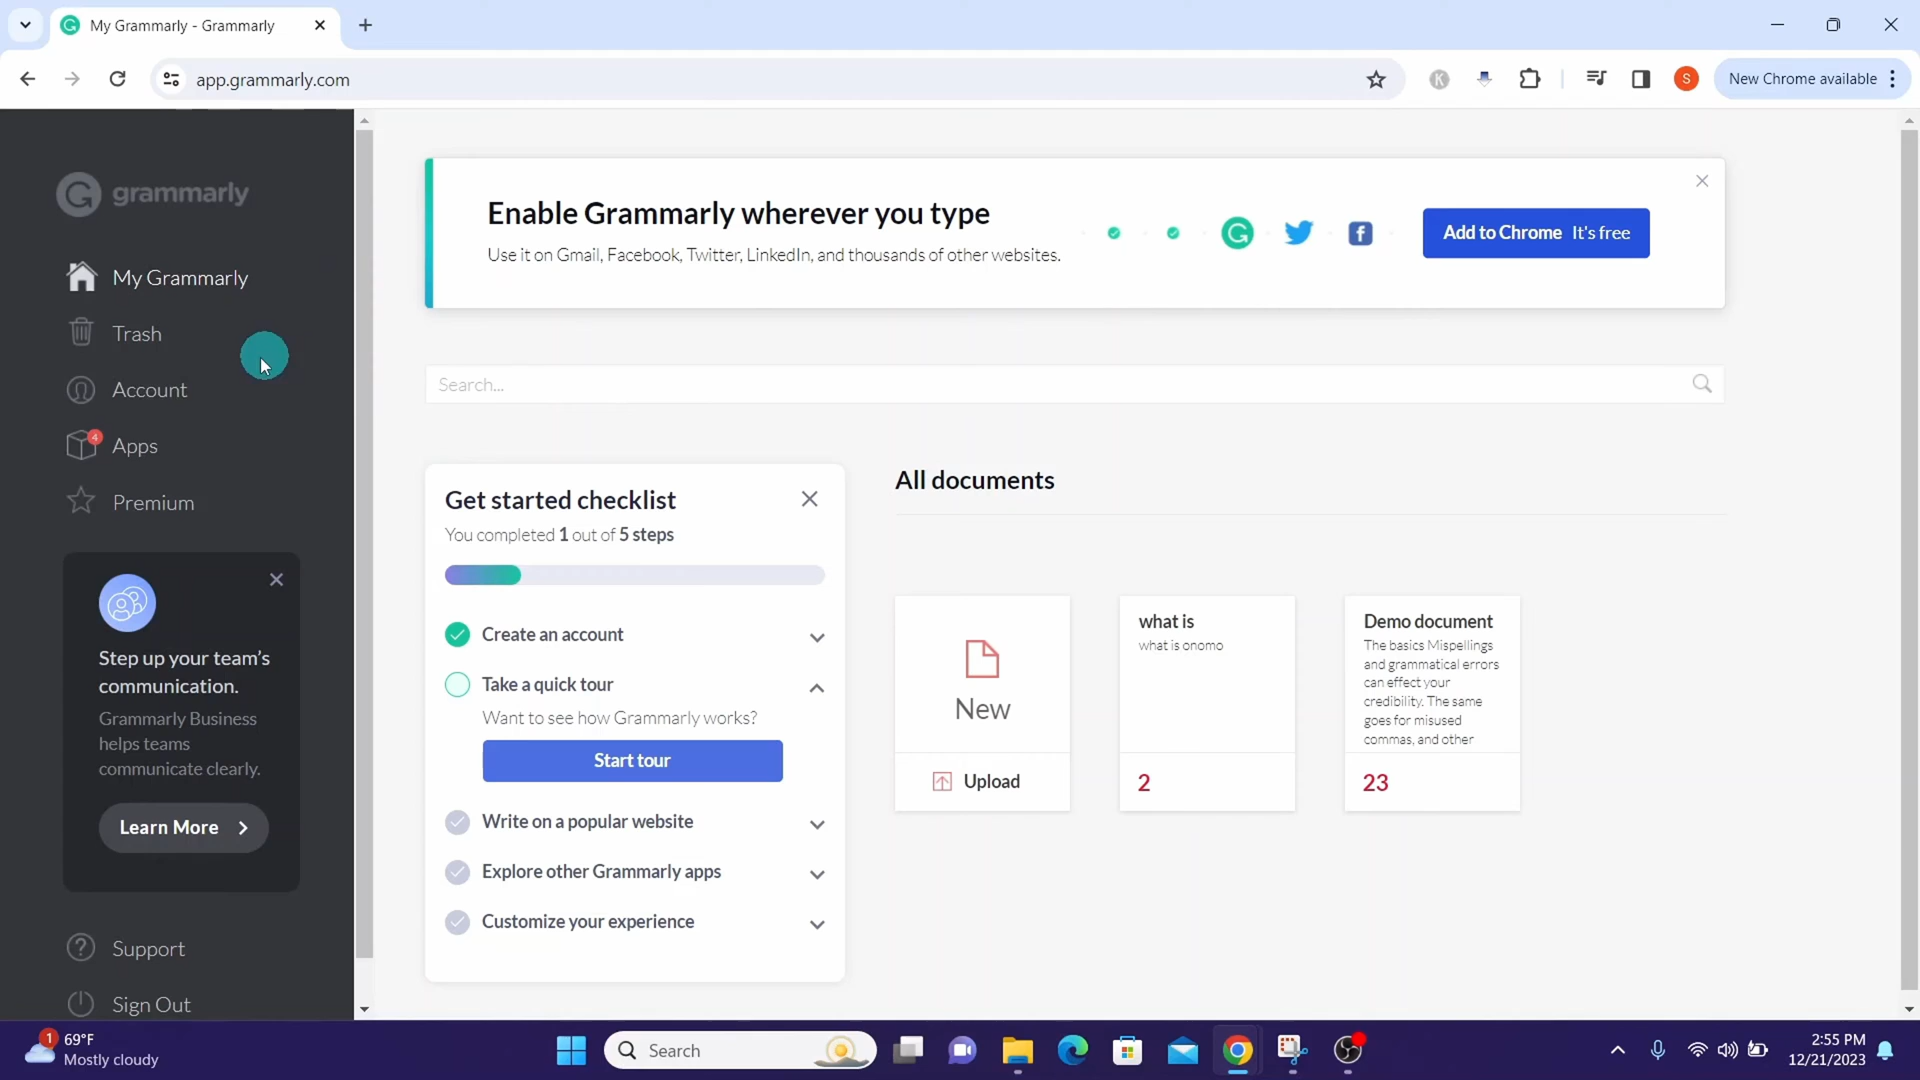 My Grammarly - Grammarly
app.grammarly.com
K
S
New Chrome available
grammarly
My Grammarly
Trash
Account
4
Apps
Premium
Step up your team's
communication.
Grammarly Business
helps teams
communicate clearly.
Learn More
Support
Sign Out
Enable Grammarly wherever you type
Use it on Gmail, Facebook, Twitter, LinkedIn, and thousands of other websites.
Add to Chrome It's free
Search...
Get started checklist
You completed 1 out of 5 steps
Create an account
Take a quick tour
Want to see how Grammarly works?
Start tour
Write on a popular website
Explore other Grammarly apps
Customize your experience
All documents
New
Upload
what is
what is onomo
2
Demo document
The basics Mispellings
and grammatical errors
can effect your
credibility. The same
goes for misused
commas, and other
23
1
69°F
Mostly cloudy
Search
2:55 PM
12/21/2023